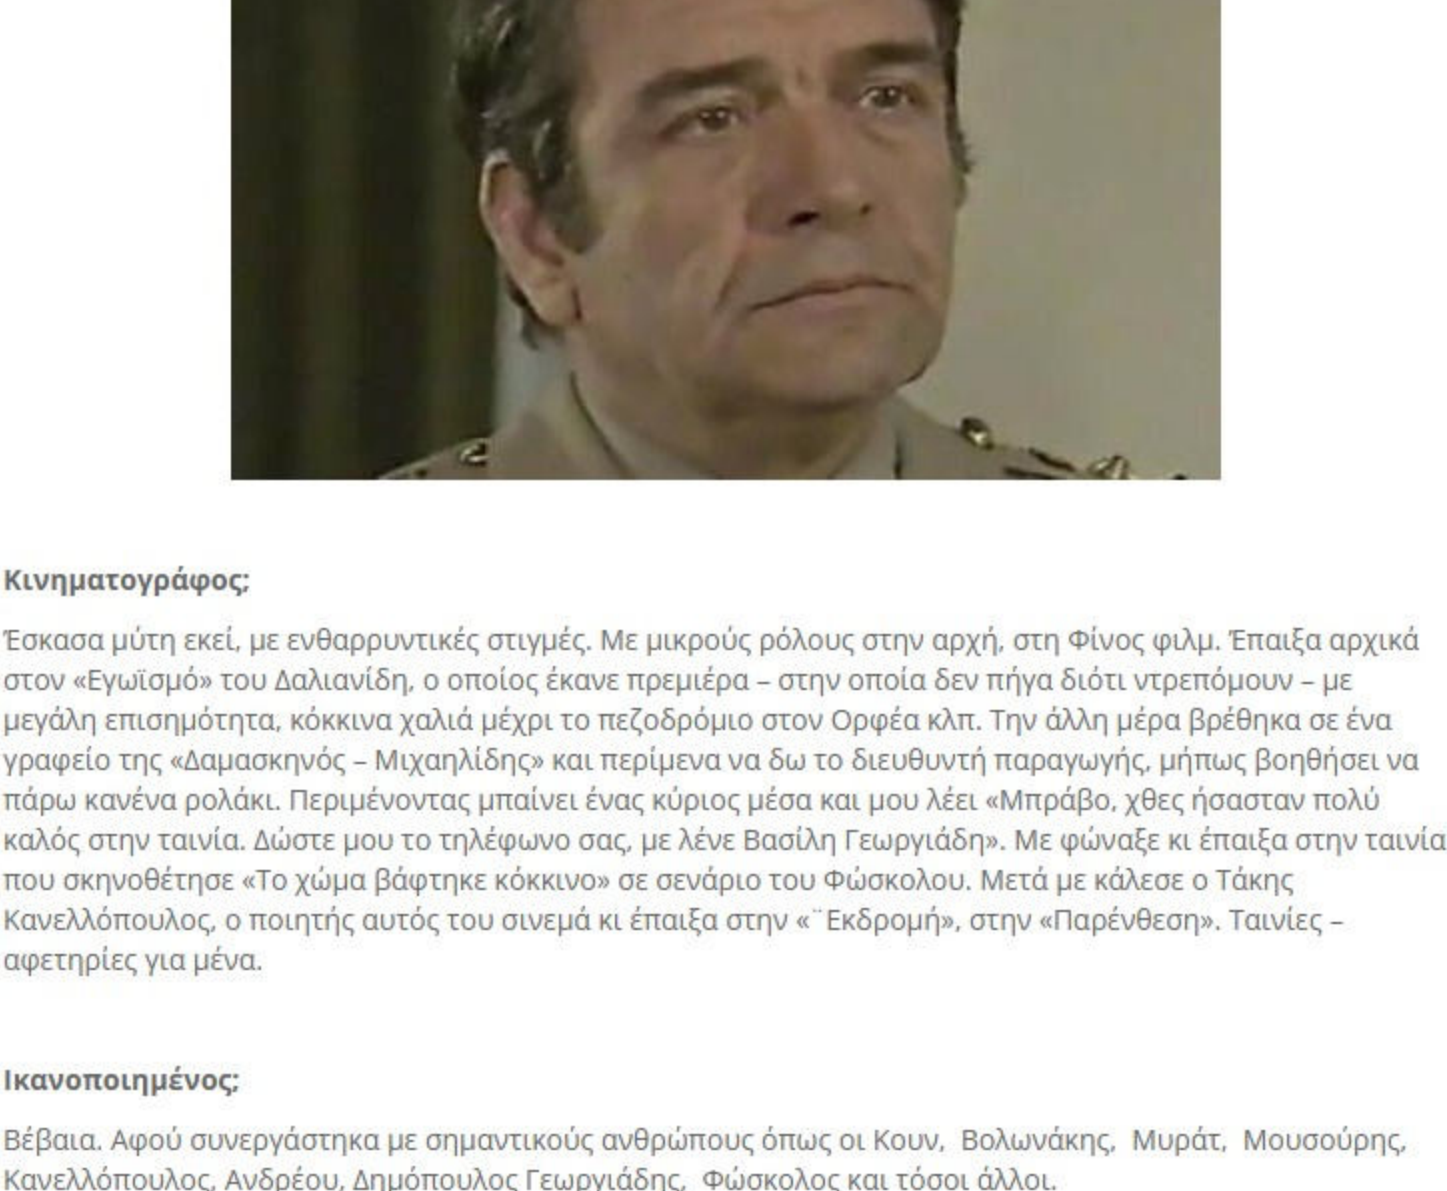 Κινηματογράφος;
Έσκασα μύτη εκεί, με ενθαρρυντικές στιγμές. Με μικρούς ρόλους στην αρχή, στη Φίνος φιλμ. Έπαιξα αρχικά
στον «Εγωϊσμό» του Δαλιανίδη, ο οποίος έκανε πρεμιέρα – στην οποία δεν πήγα διότι ντρεπόμουν – με
μεγάλη επισημότητα, κόκκινα χαλιά μέχρι το πεζοδρόμιο στον Ορφέα κλπ. Την άλλη μέρα βρέθηκα σε ένα
γραφείο της «Δαμασκηνός – Μιχαηλίδης» και περίμενα να δω το διευθυντή παραγωγής, μήπως βοηθήσει να
πάρω κανένα ρολάκι. Περιμένοντας μπαίνει ένας κύριος μέσα και μου λέει «Μπράβο, χθες ήσασταν πολύ
καλός στην ταινία. Δώστε μου το τηλέφωνο σας, με λένε Βασίλη Γεωργιάδη». Με φώναξε κι έπαιξα στην ταινία
που σκηνοθέτησε «Το χώμα βάφτηκε κόκκινο» σε σενάριο του Φώσκολου. Μετά με κάλεσε ο Τάκης
Κανελλόπουλος, ο ποιητής αυτός του σινεμά κι έπαιξα στην «¨Εκδρομή», στην «Παρένθεση». Ταινίες –
αφετηρίες για μένα.
Ικανοποιημένος;
Βέβαια. Αφού συνεργάστηκα με σημαντικούς ανθρώπους όπως οι Κουν,  Βολωνάκης,  Μυράτ,  Μουσούρης,
Κανελλόπουλος, Ανδρέου, Δημόπουλος Γεωργιάδης,  Φώσκολος και τόσοι άλλοι.